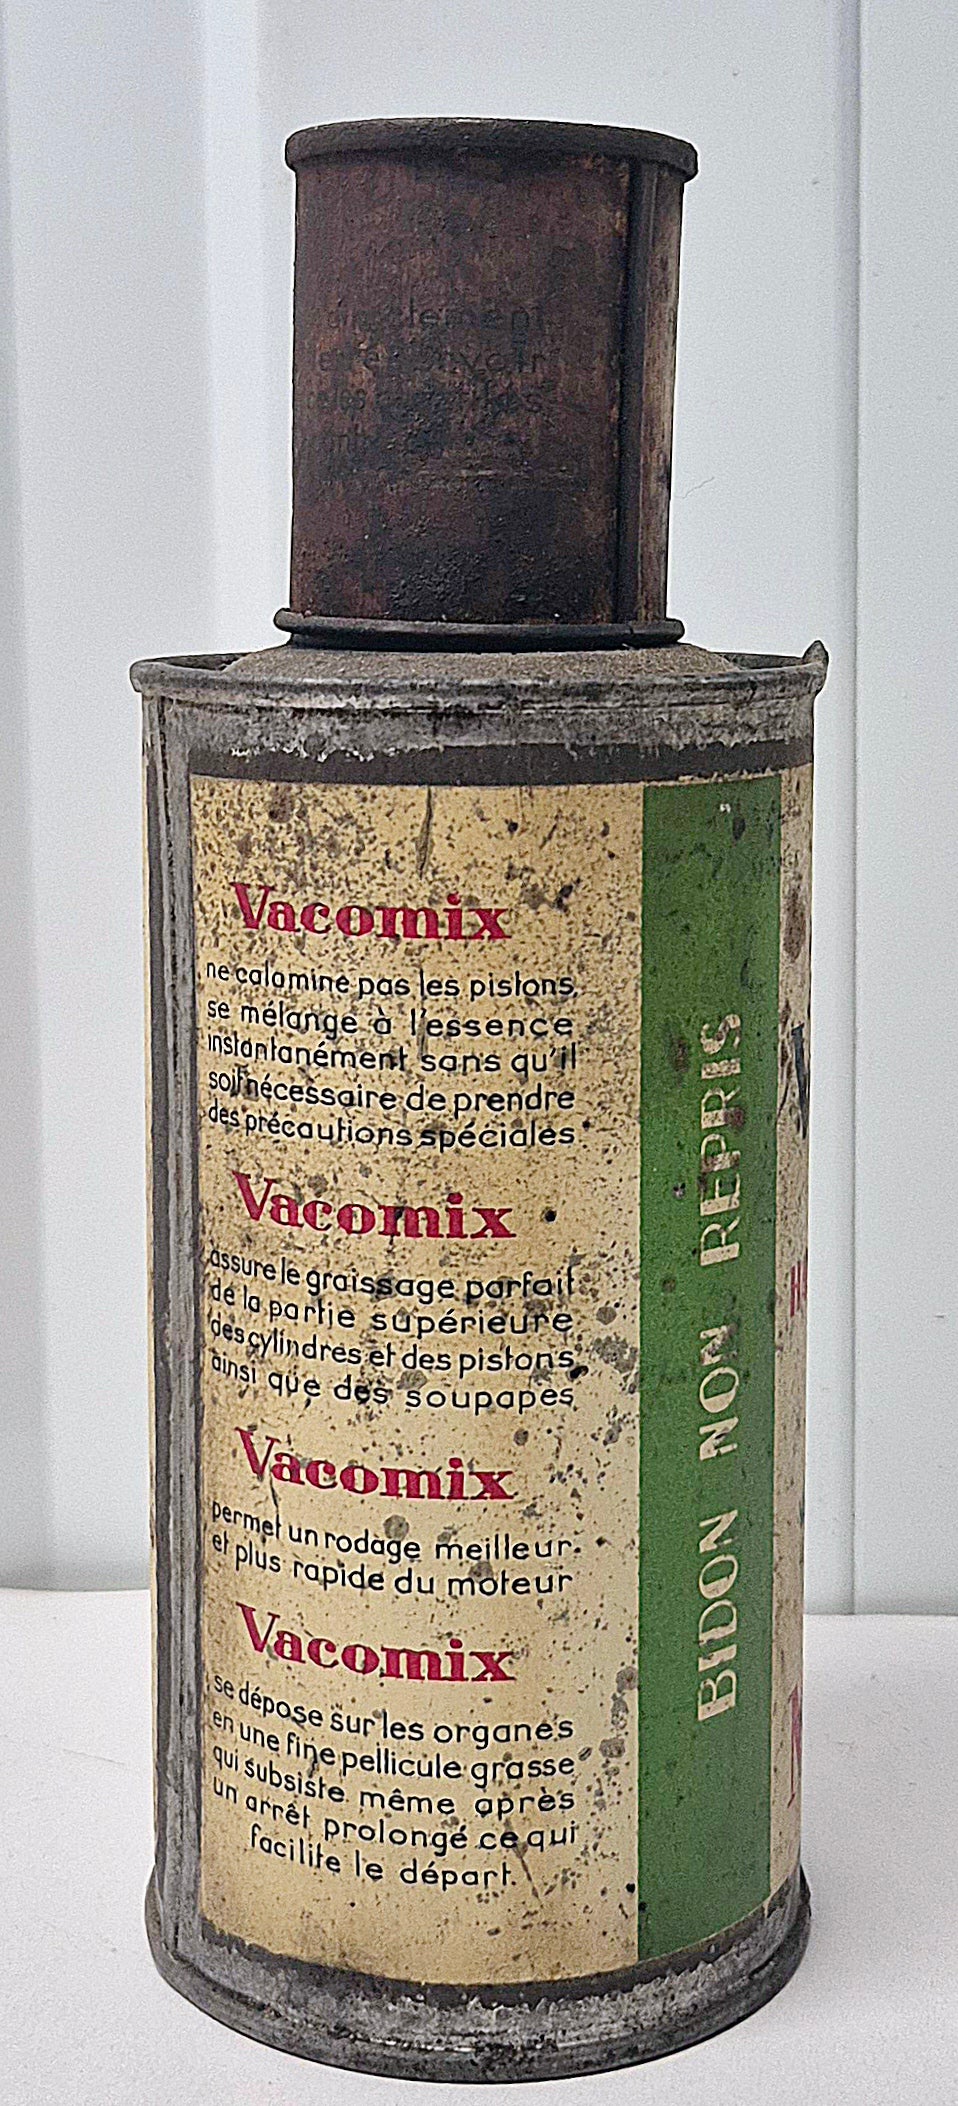 Vacomix
ne calamine pas les pistons,
se mélange à l'essence
instantanément sans qu'il
soit nécessaire de prendre
des précautions spéciales.
Vacomix
assure le graissage parfait
de la partie supérieure
des cylindres et des pistons,
ainsi que des soupapes.
Vacomix
permet un rodage meilleur
et plus rapide du moteur
Vacomix
se dépose sur les organes
en une fine pellicule grasse
qui subsiste même après
un arrêt prolongé ce qui
facilite le départ.
BIDON NON REPRIS